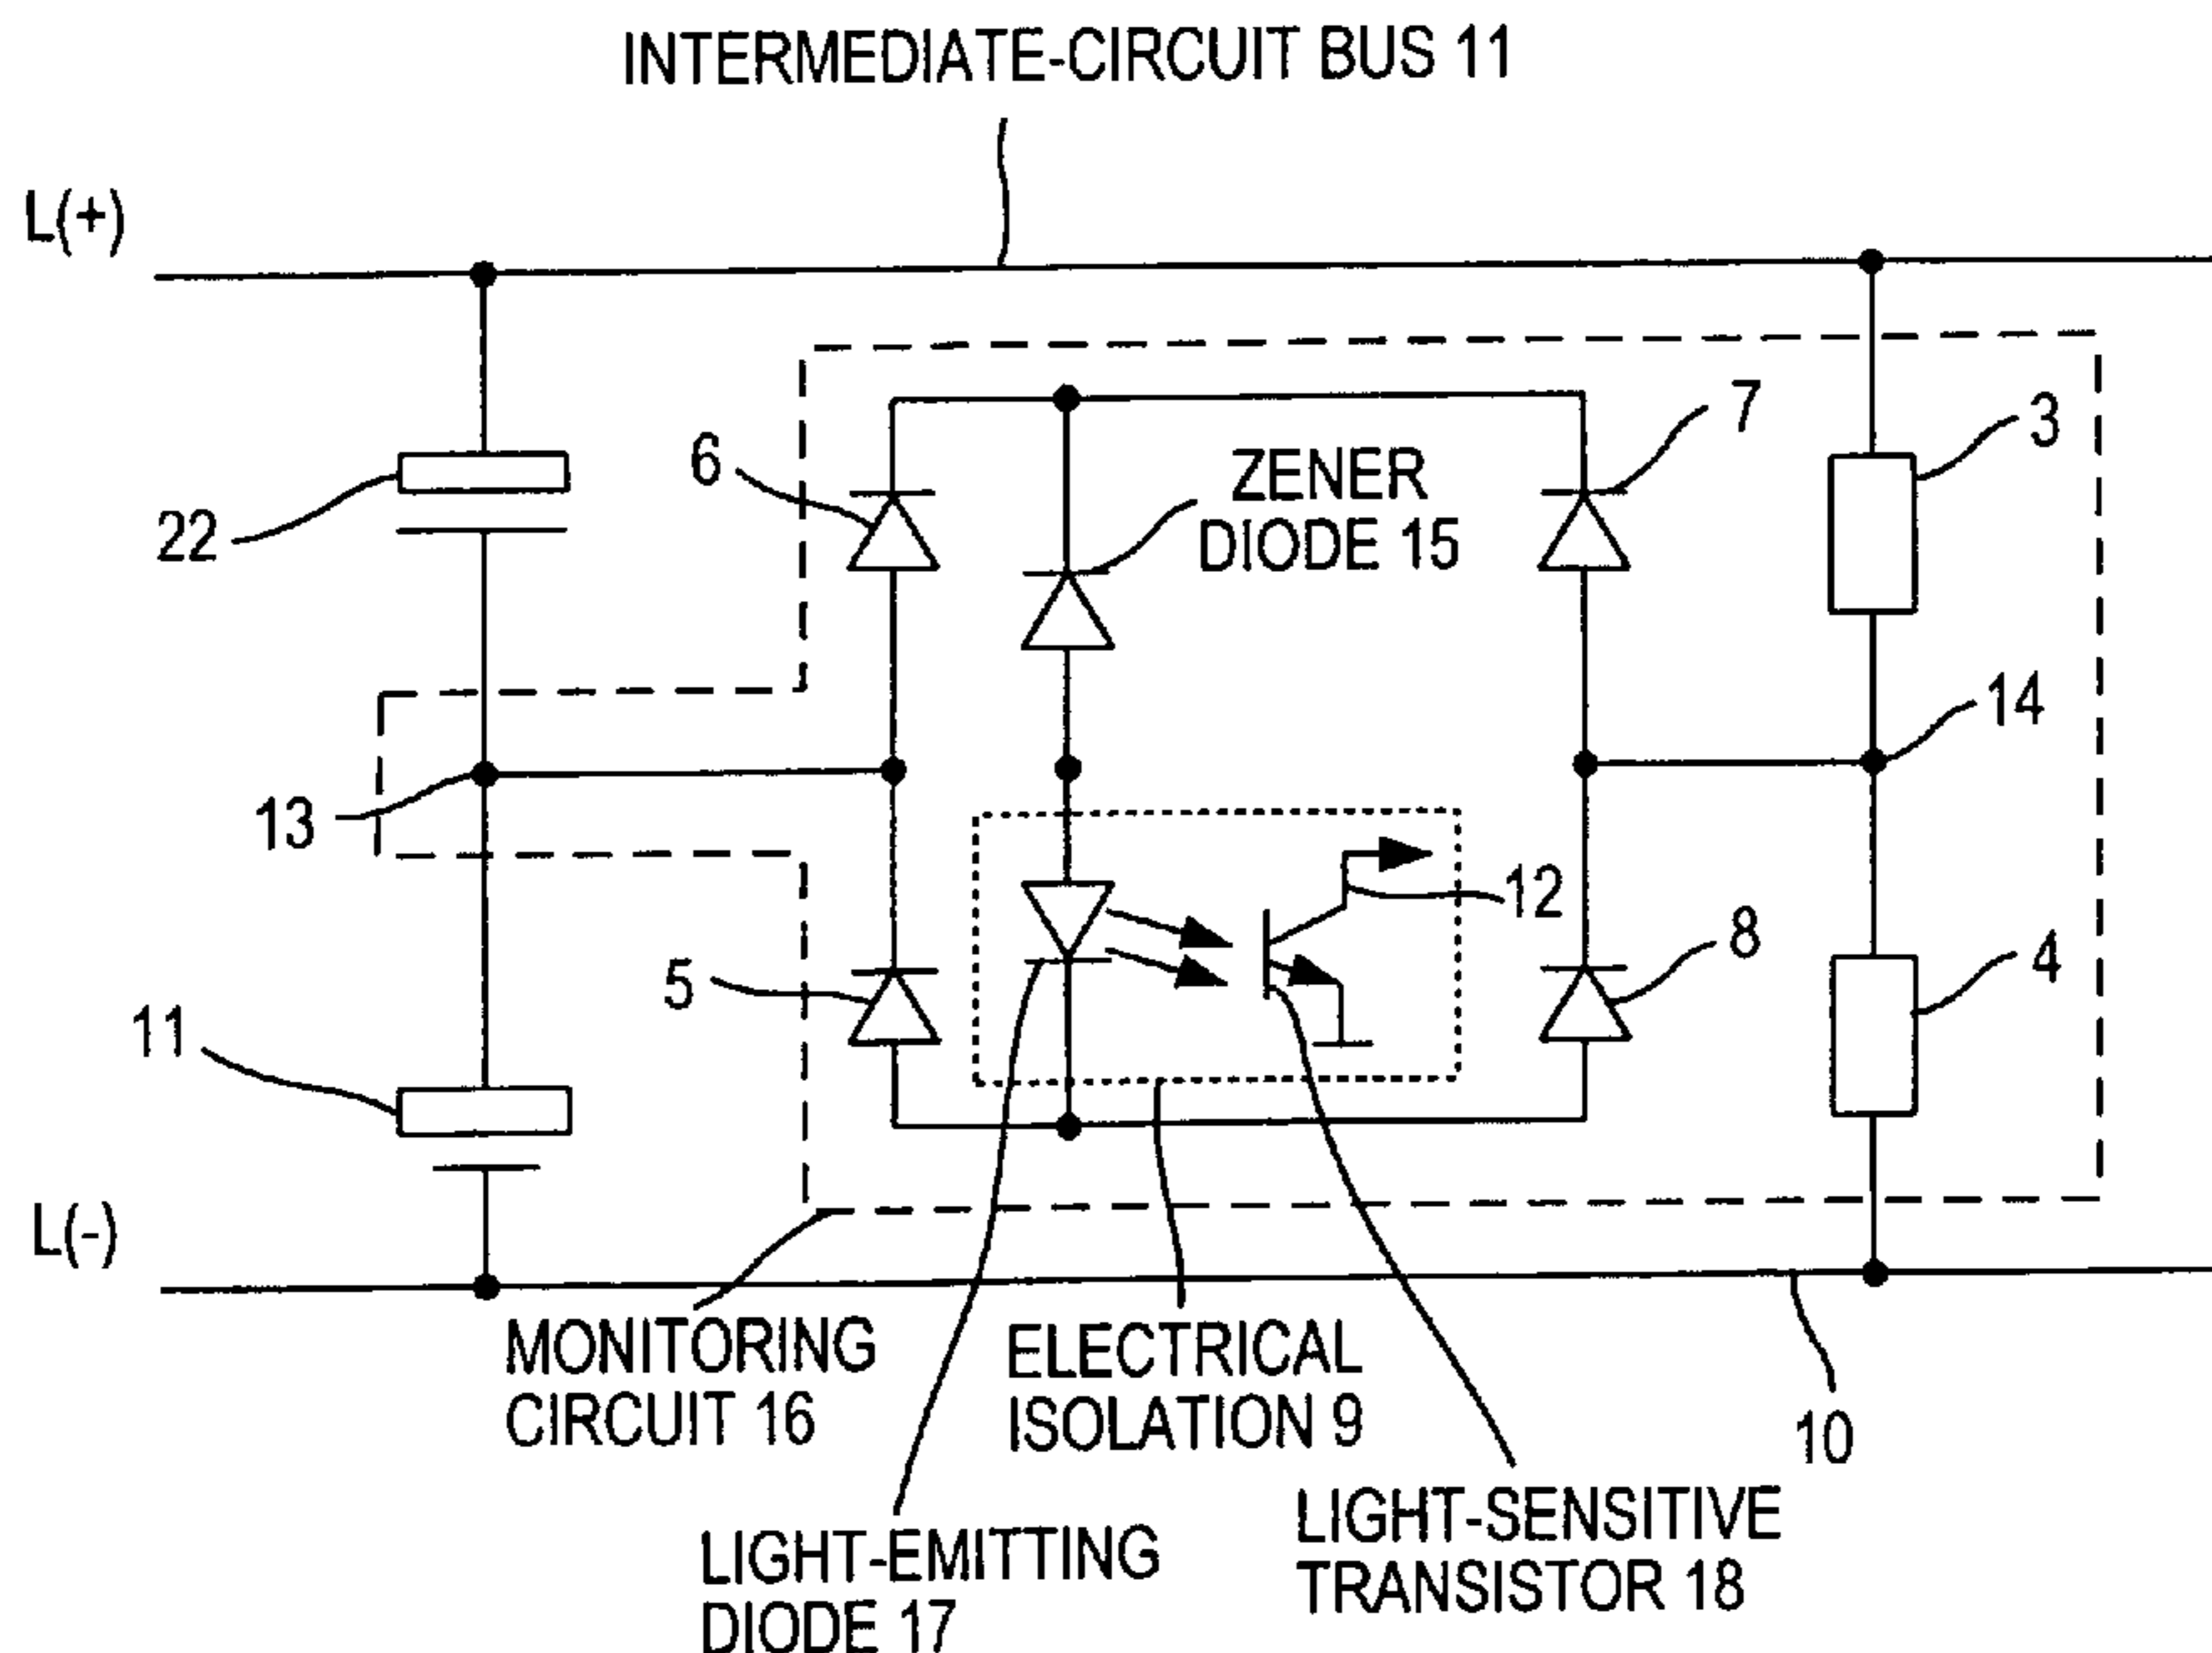 INTERMEDIATE-CIRCUIT BUS 11
L(+)
7
3
6
ZENER
DIODE 15
22
14
13
12
8
5
4
11
L(-)
MONITORING
CIRCUIT 16
ELECTRICAL
ISOLATION 9
10
LIGHT-SENSITIVE
TRANSISTOR 18
LIGHT-EMITTING
DIODE 17